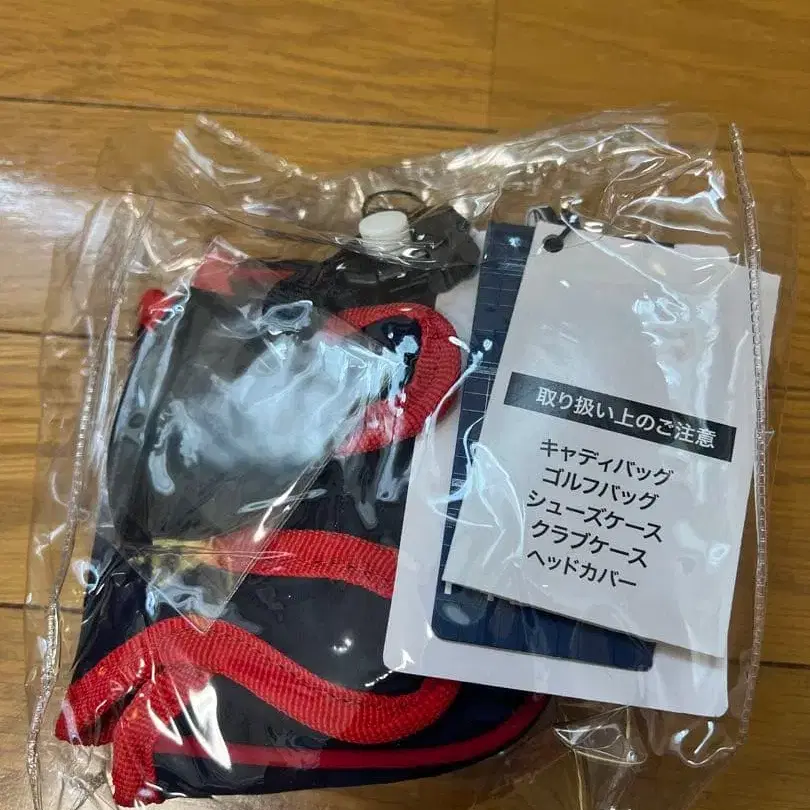 取り扱い上のご注意
キャディバッグ
ゴルフバッグ
シューズケース
クラブケース
ヘッドカバー